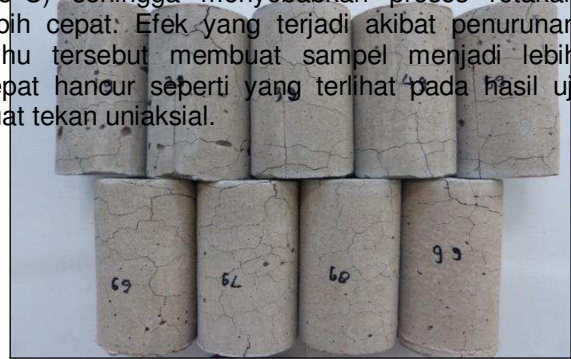 C) sehingga menyebabkan proses retakan
bih cepat. Efek yang terjadi akibat penurunan
hu tersebut membuat sampel menjadi lebih
pat hancur seperti yang terlihat pada hasil uj
at tekan uniaksial.